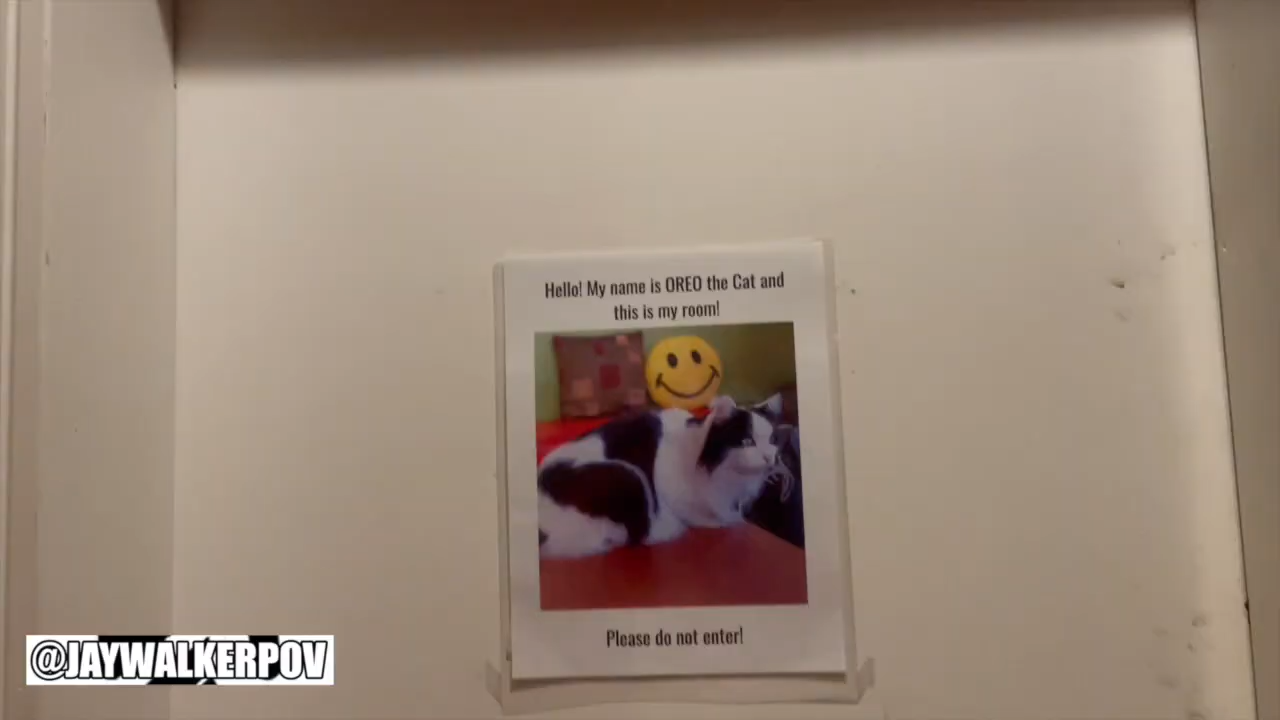 Hello! My name is OREO the Cat and
this is my room!
Please do not enter!
@JAYWALKERPOV